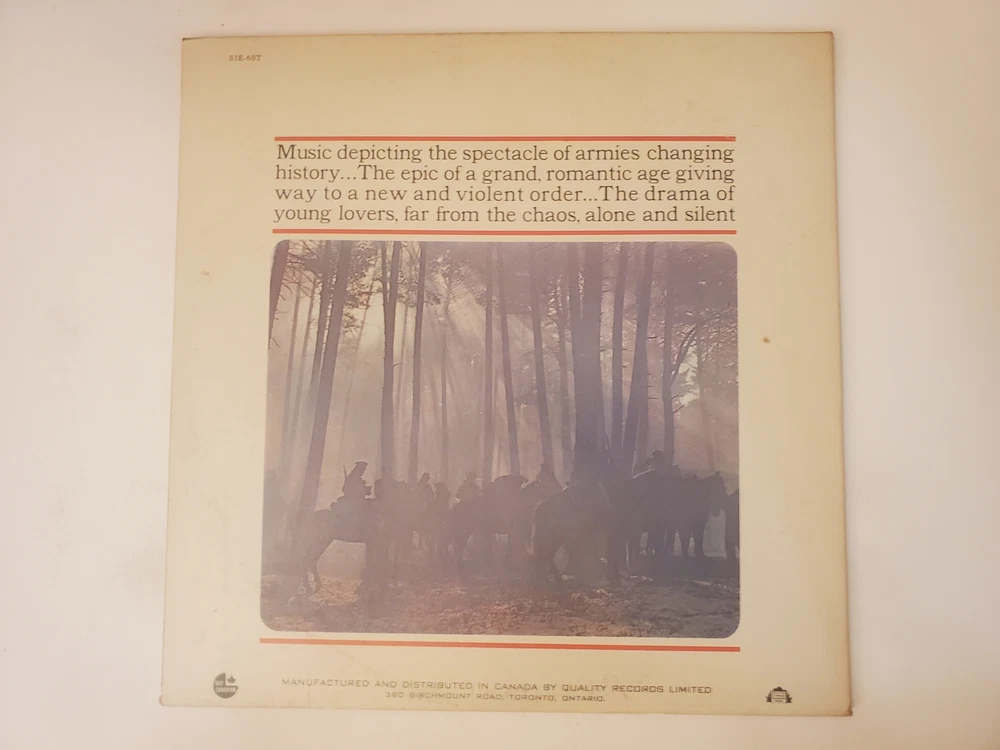 S1E-6ST
Music depicting the spectacle of armies changing
history...The epic of a grand, romantic age giving
way to a new and violent order...The drama of
young lovers, far from the chaos, alone and silent
MANUFACTURED AND DISTRIBUTED IN CANADA BY QUALITY RECORDS LIMITED
380 BIRCHMOUNT ROAD, TORONTO, ONTARIO.